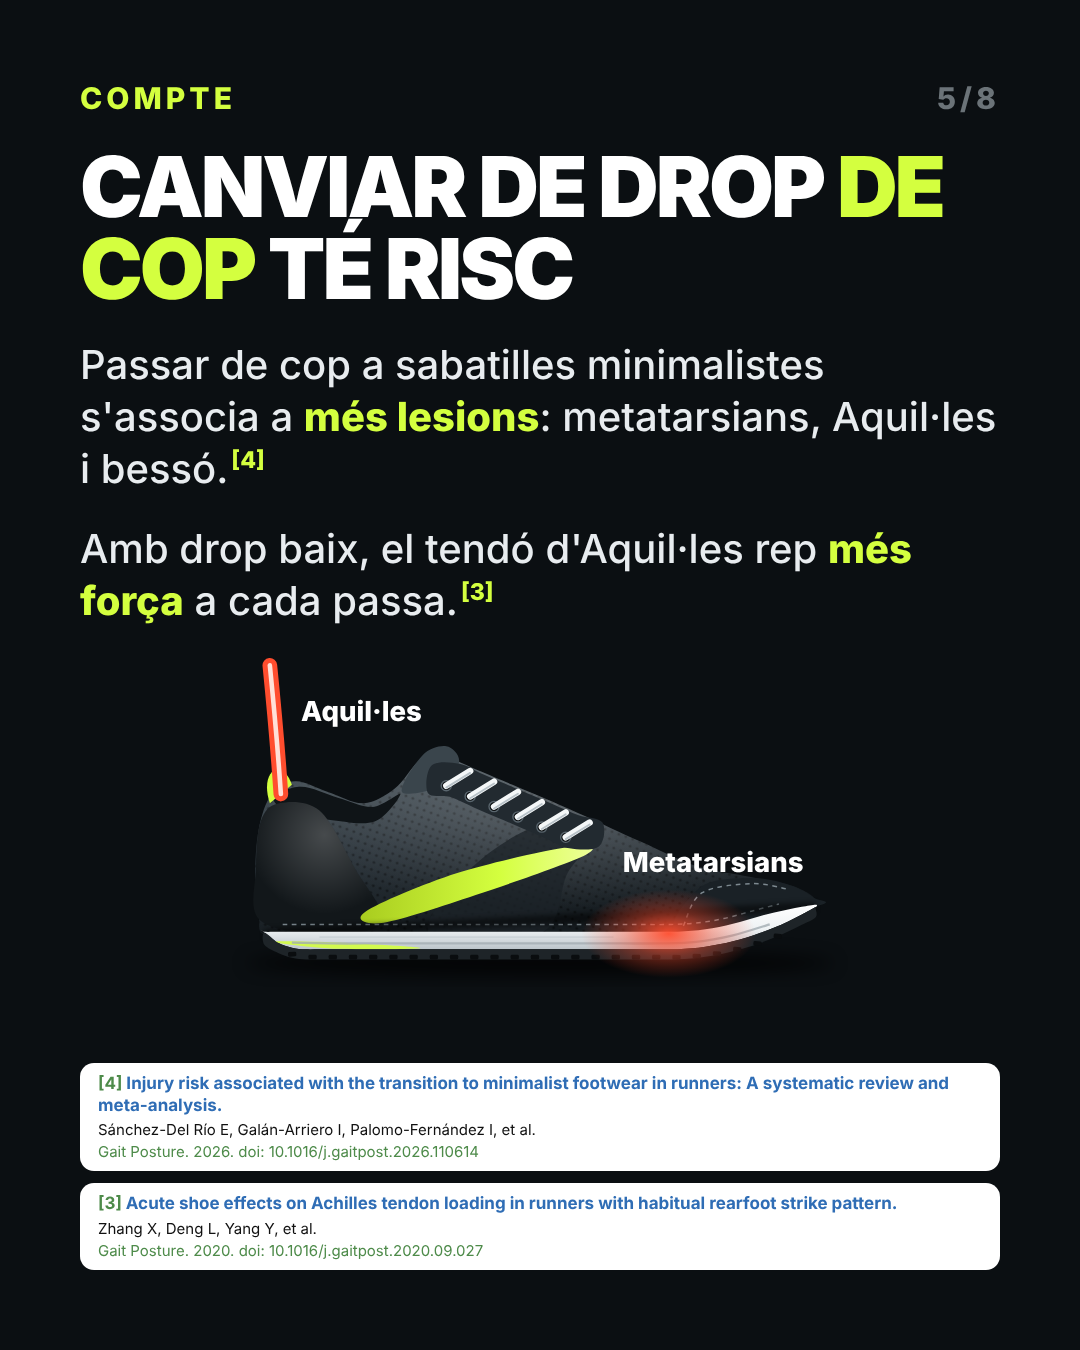 COMPTE
5/8
CANVIAR DE DROP DE
COP TÉ RISC
Passar de cop a sabatilles minimalistes
s'associa a més lesions: metatarsians, Aquil·les
i bessó.[4]
Amb drop baix, el tendó d'Aquil·les rep més
força a cada passa.[3]
Aquil·les
Metatarsians
[4] Injury risk associated with the transition to minimalist footwear in runners: A systematic review and
meta-analysis.
Sánchez-Del Río E, Galán-Arriero I, Palomo-Fernández I, et al.
Gait Posture. 2026. doi: 10.1016/j.gaitpost.2026.110614
[3] Acute shoe effects on Achilles tendon loading in runners with habitual rearfoot strike pattern.
Zhang X, Deng L, Yang Y, et al.
Gait Posture. 2020. doi: 10.1016/j.gaitpost.2020.09.027